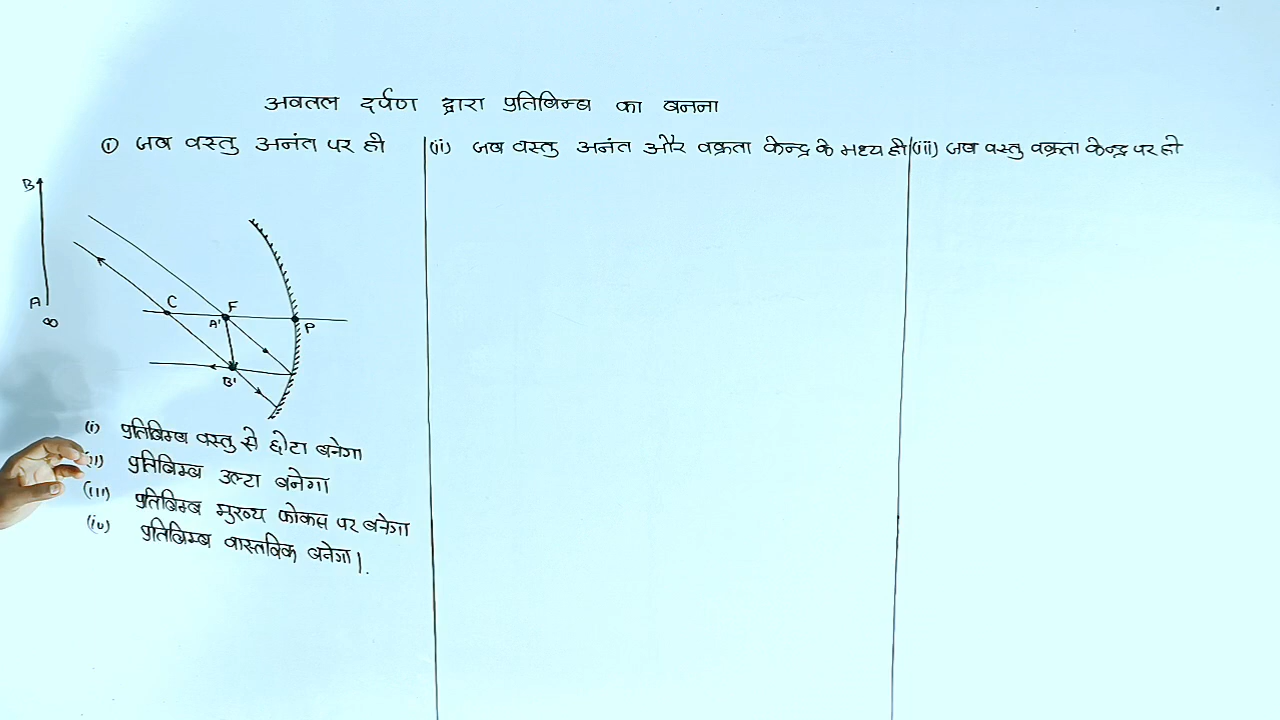 अवतल दर्पण द्वारा प्रतिबिम्ब का बनना
① जब वस्तु अनंत पर हो
(ii) जब वस्तु अनंत और वक्रता केन्द्र के मध्य हो
(iii) जब वस्तु वक्रता केन्द्र पर हो
B
A
∞
C
F
A'
P
B'
(i) प्रतिबिम्ब वस्तु से छोटा बनेगा
(ii) प्रतिबिम्ब उल्टा बनेगा
(iii) प्रतिबिम्ब मुख्य फोकस पर बनेगा
(iv) प्रतिबिम्ब वास्तविक बनेगा।